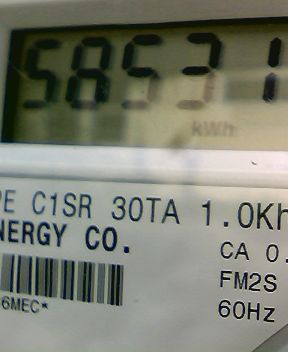 58531
kWh
PE C1SR 30TA 1.0Kh
NERGY CO.
CA 0.
FM2S
6MEC*
60Hz